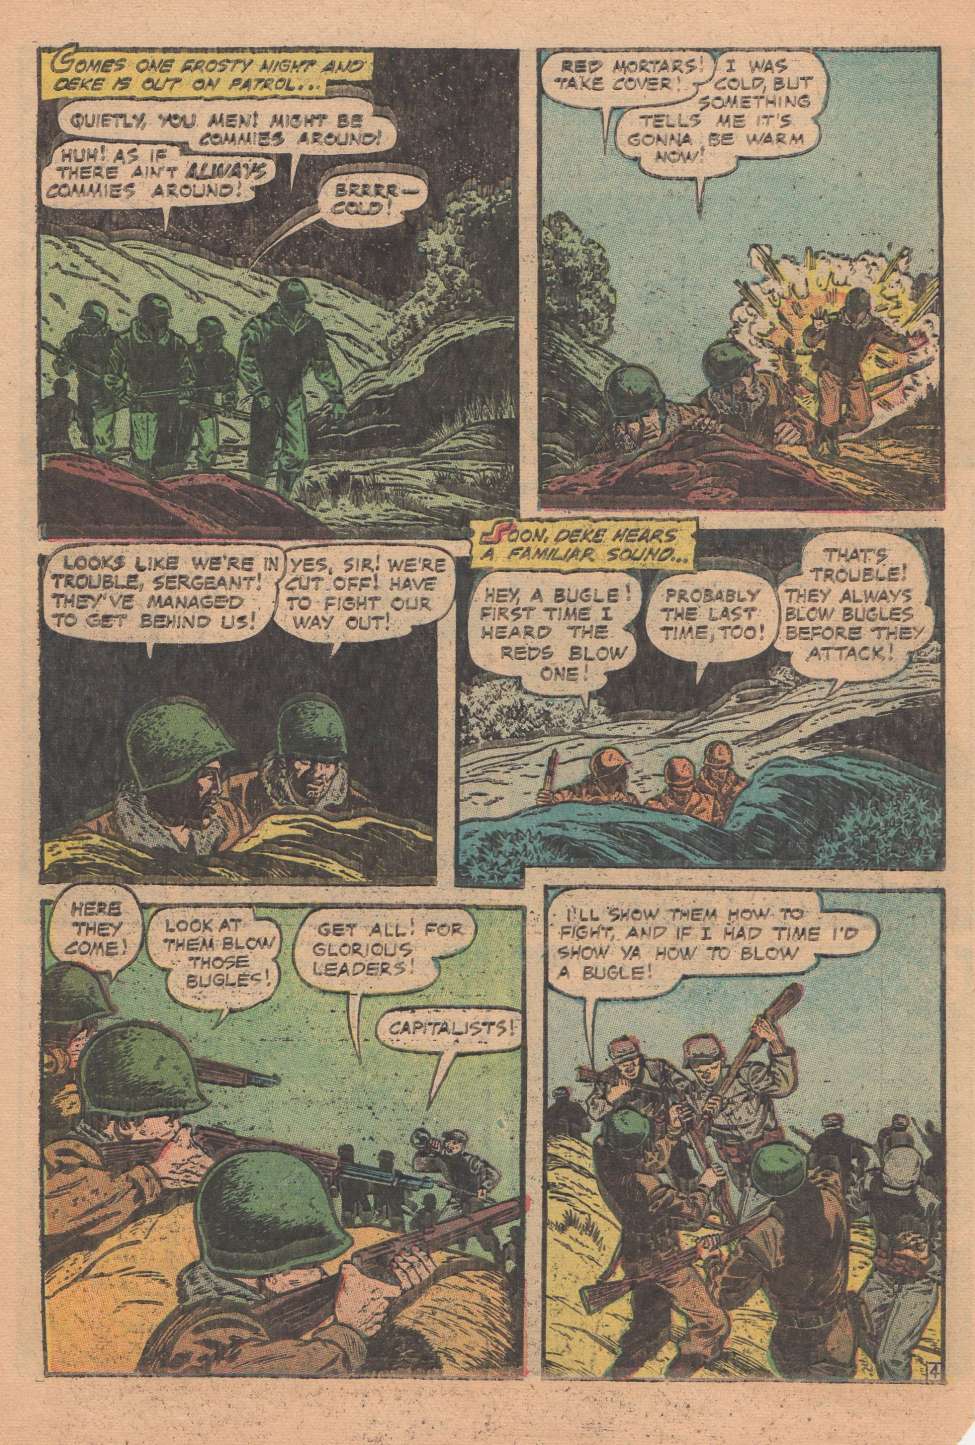 COMES ONE FROSTY NIGHT AND
DEKE IS OUT ON PATROL...
QUIETLY, YOU MEN! MIGHT BE
COMMIES AROUND!
HUH! AS IF
THERE AIN'T ALWAYS
COMMIES AROUND!
BRRRR—
COLD!
RED MORTARS!
TAKE COVER!
I WAS
COLD, BUT
SOMETHING
TELLS ME IT'S
GONNA BE WARM
NOW!
LOOKS LIKE WE'RE IN
TROUBLE, SERGEANT!
THEY'VE MANAGED
TO GET BEHIND US!
YES, SIR! WE'RE
CUT OFF! HAVE
TO FIGHT OUR
WAY OUT!
SOON, DEKE HEARS
A FAMILIAR SOUND...
HEY, A BUGLE!
FIRST TIME I
HEARD THE
REDS BLOW
ONE!
PROBABLY
THE LAST
TIME, TOO!
THAT'S
TROUBLE!
THEY ALWAYS
BLOW BUGLES
BEFORE THEY
ATTACK!
HERE
THEY
COME!
LOOK AT
THEM BLOW
THOSE
BUGLES!
GET ALL! FOR
GLORIOUS
LEADERS!
CAPITALISTS!
I'LL SHOW THEM HOW TO
FIGHT, AND IF I HAD TIME I'D
SHOW YA HOW TO BLOW
A BUGLE!
4